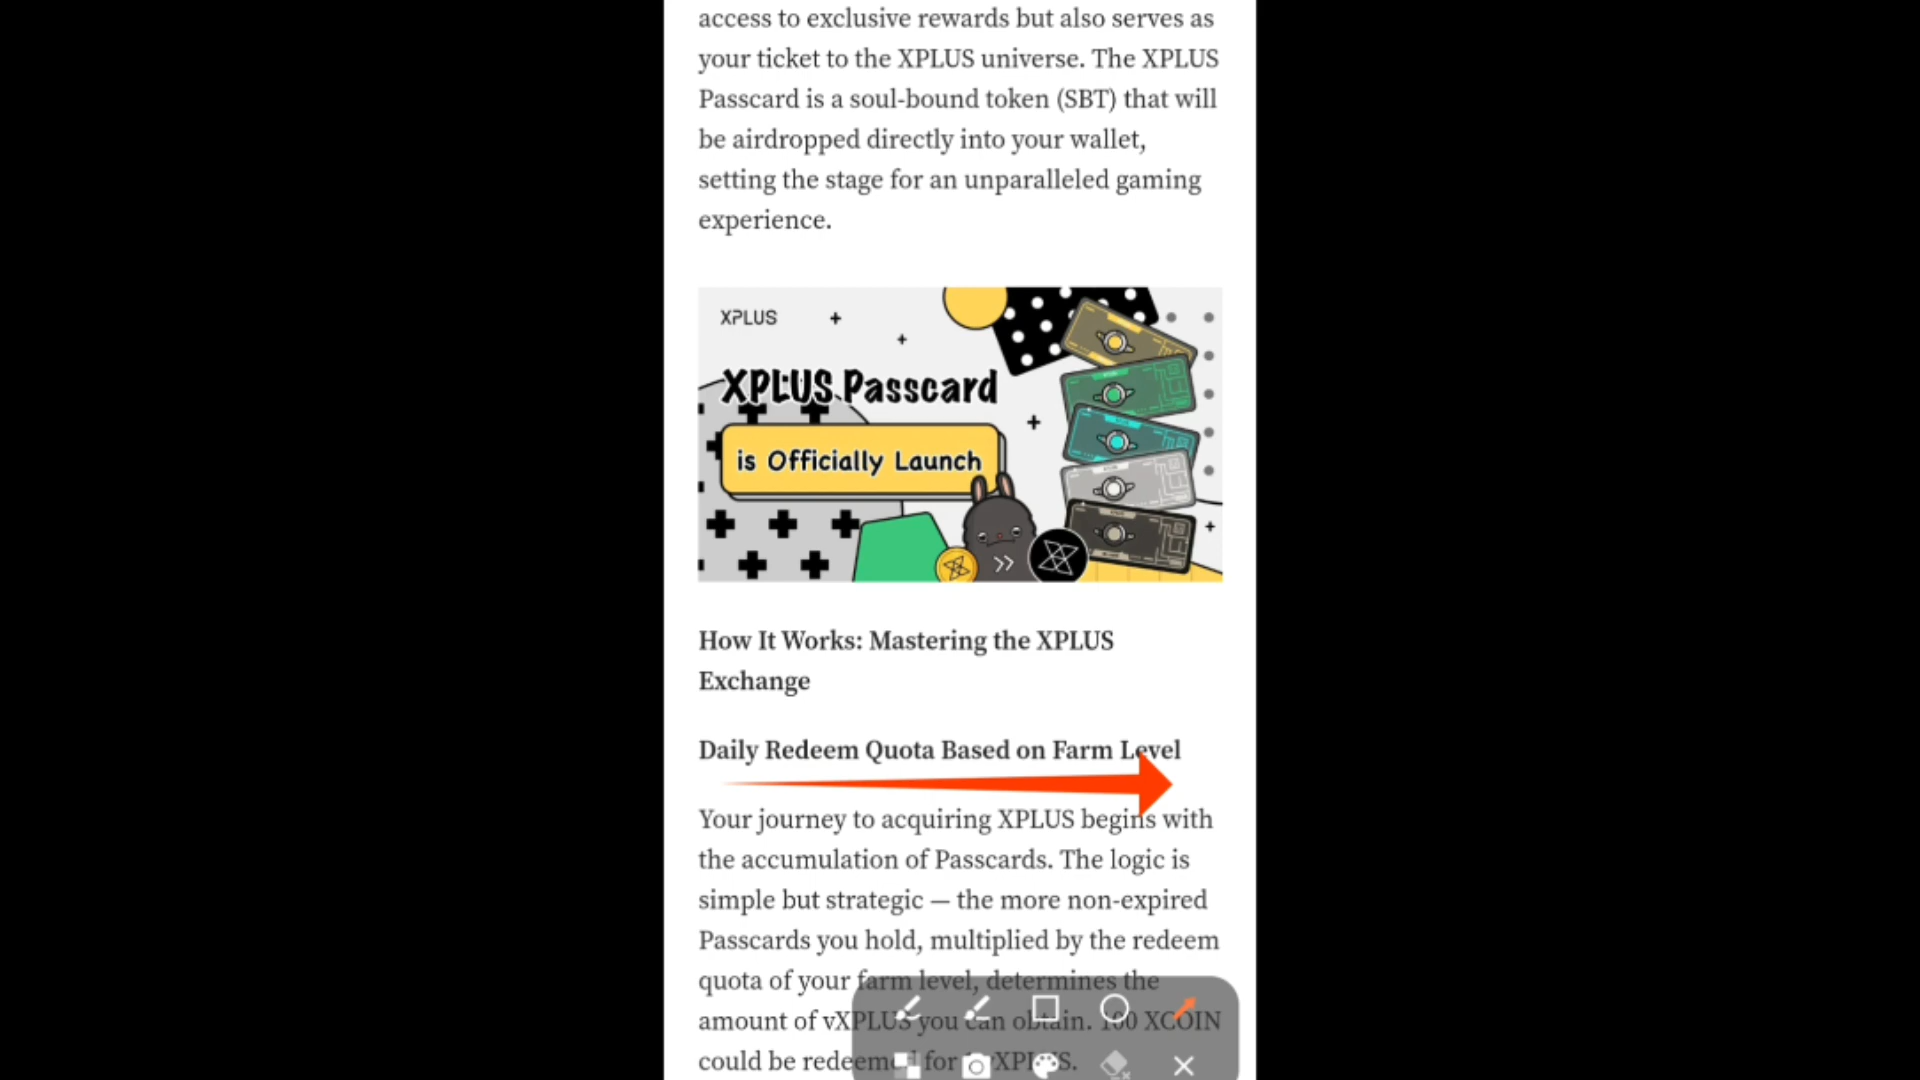 access to exclusive rewards but also serves as
your ticket to the XPLUS universe. The XPLUS
Passcard is a soul-bound token (SBT) that will
be airdropped directly into your wallet,
setting the stage for an unparalleled gaming
experience.
XPLUS
XPLUS Passcard
is Officially Launch
How It Works: Mastering the XPLUS
Exchange
Daily Redeem Quota Based on Farm Level
Your journey to acquiring XPLUS begins with
the accumulation of Passcards. The logic is
simple but strategic — the more non-expired
Passcards you hold, multiplied by the redeem
quota of your farm level, determines the
amount of vXPLUS you can obtain. 100 XCOIN
could be redeemed for vXPLUS.